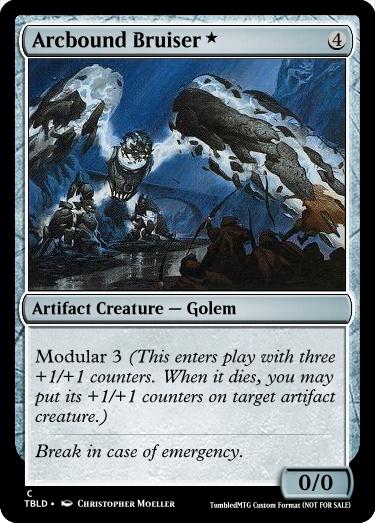 Arcbound Bruiser★ 4
Artifact Creature — Golem
Modular 3 (This enters play with three
+1/+1 counters. When it dies, you may
put its +1/+1 counters on target artifact
creature.)
Break in case of emergency.
0/0
C
TBLD • Christopher Moeller TumbledMTG Custom Format (NOT FOR SALE)